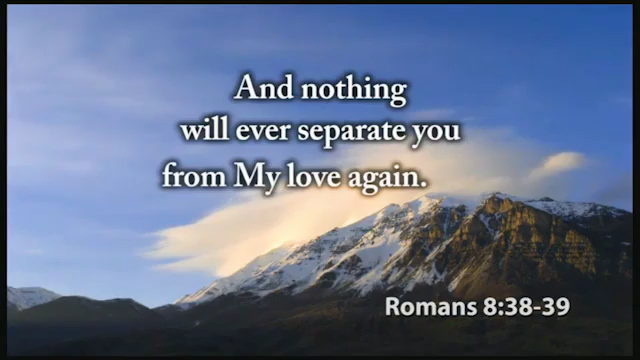 And nothing
will ever separate you
from My love again.
Romans 8:38-39